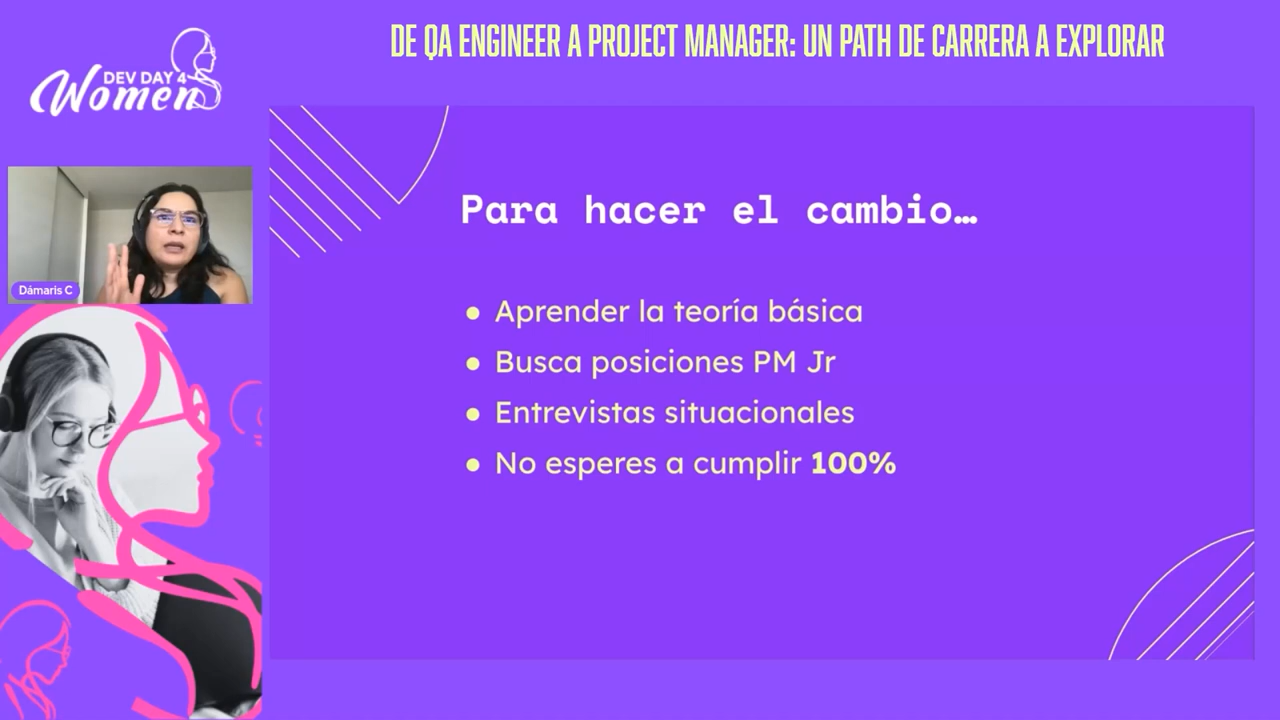 DE QA ENGINEER A PROJECT MANAGER: UN PATH DE CARRERA A EXPLORAR
DEV DAY 4
Women
Dámaris C
Para hacer el cambio…
● Aprender la teoría básica
● Busca posiciones PM Jr
● Entrevistas situacionales
● No esperes a cumplir 100%